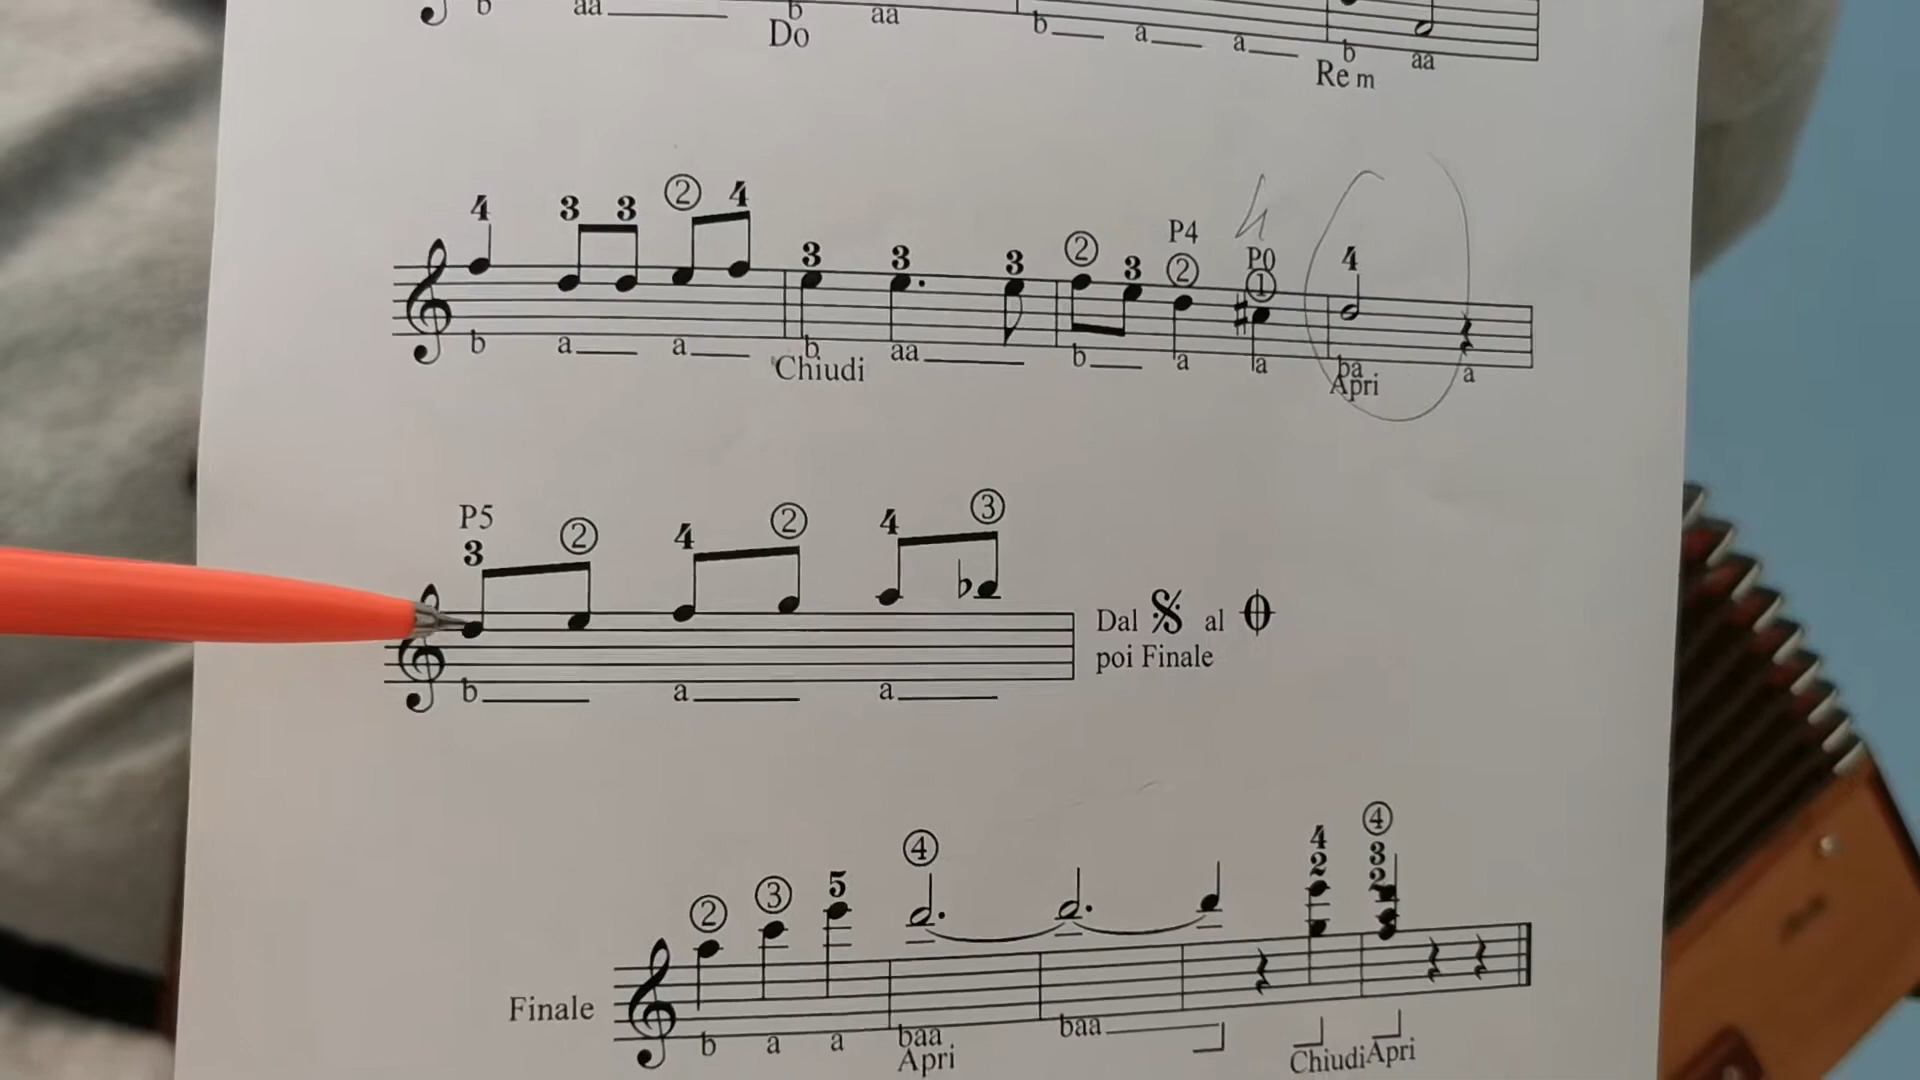 b aa b aa b a a b aa
Do Re m
4 3 3 ② 4 3 3 3 ② 3 P4 ② 4 P0 ① 4
b a a b aa b a a ba a
Chiudi Apri
P5
3 ② 4 ② 4 ③
Dal al
poi Finale
b a a
② ③ 5 ④ 4 2 ④ 3 2
Finale
b a a baa baa
Apri Chiudi Apri